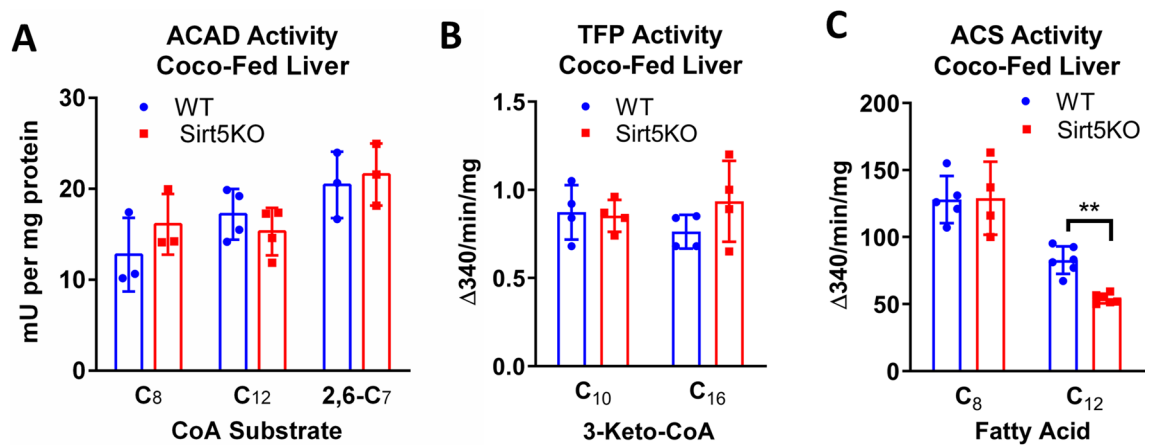 A
ACAD Activity
Coco-Fed Liver
30
20
10
0
mU per mg protein
WT
Sirt5KO
C8 C12 2,6-C7
CoA Substrate
B
TFP Activity
Coco-Fed Liver
1.5
1.0
0.5
0.0
Δ340/min/mg
WT
Sirt5KO
C10 C16
3-Keto-CoA
C
ACS Activity
Coco-Fed Liver
200
150
100
50
0
Δ340/min/mg
WT
Sirt5KO
**
C8 C12
Fatty Acid